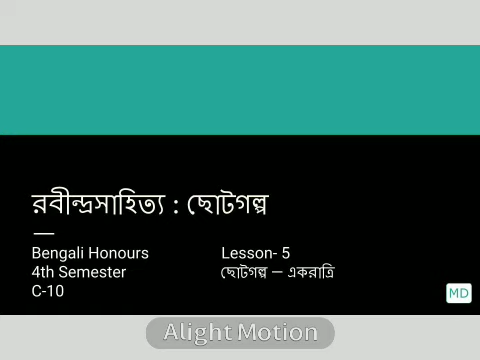 রবীন্দ্রসাহিত্য : ছোটগল্প
Bengali Honours
4th Semester
C-10
Lesson- 5
ছোটগল্প — একরাত্রি
MD
Alight Motion